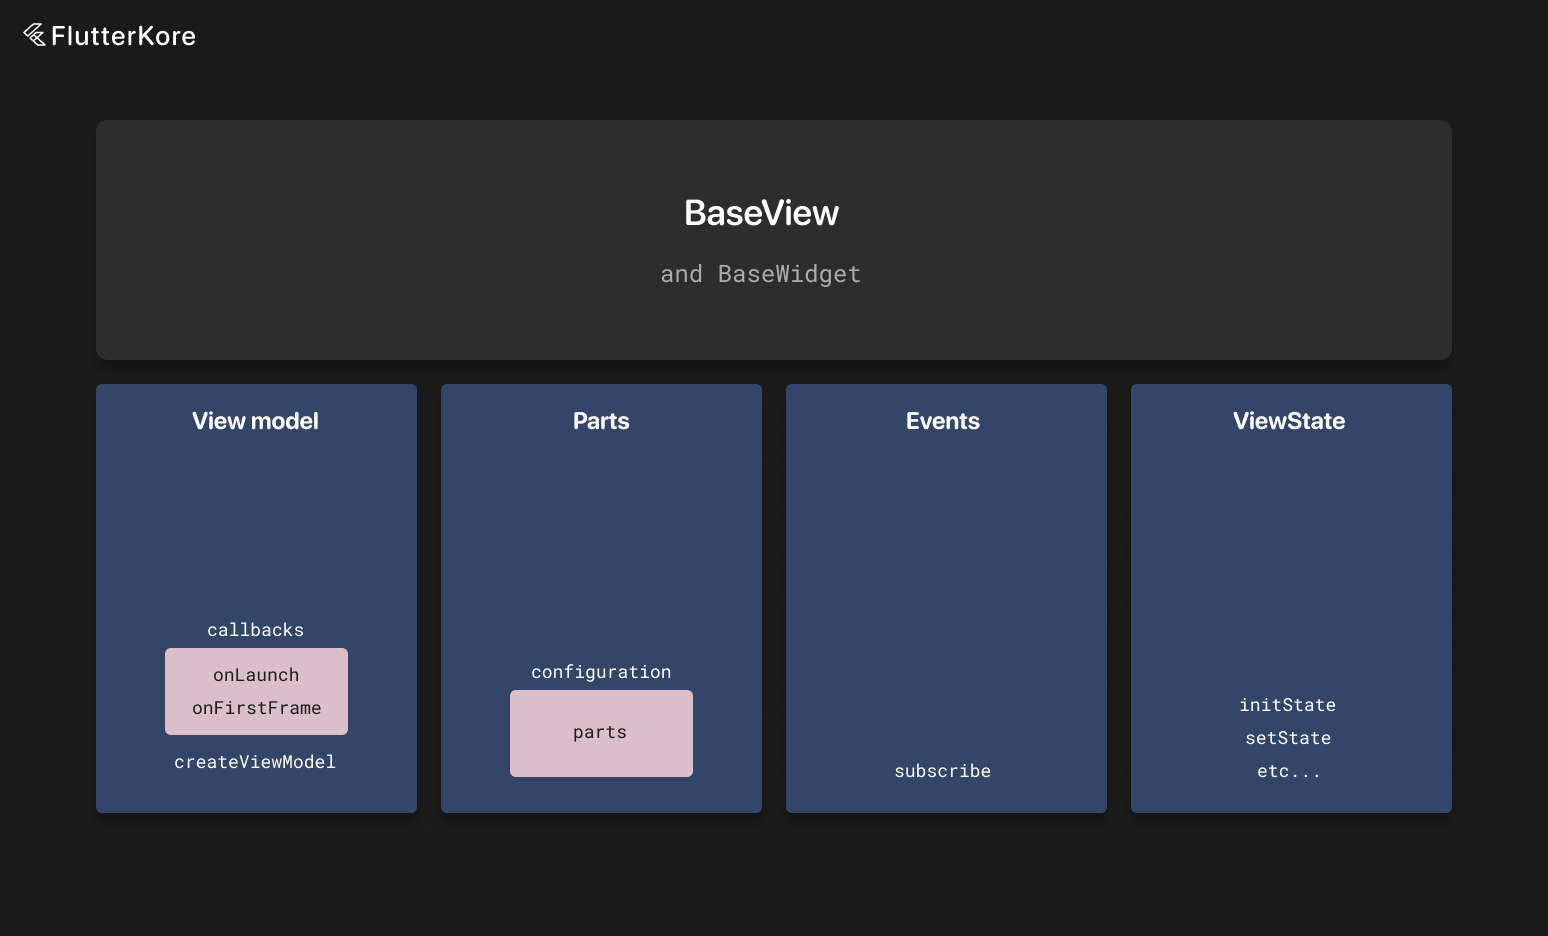 FlutterKore
BaseView
and BaseWidget
View model
callbacks
onLaunch
onFirstFrame
createViewModel
Parts
configuration
parts
Events
subscribe
ViewState
initState
setState
etc...